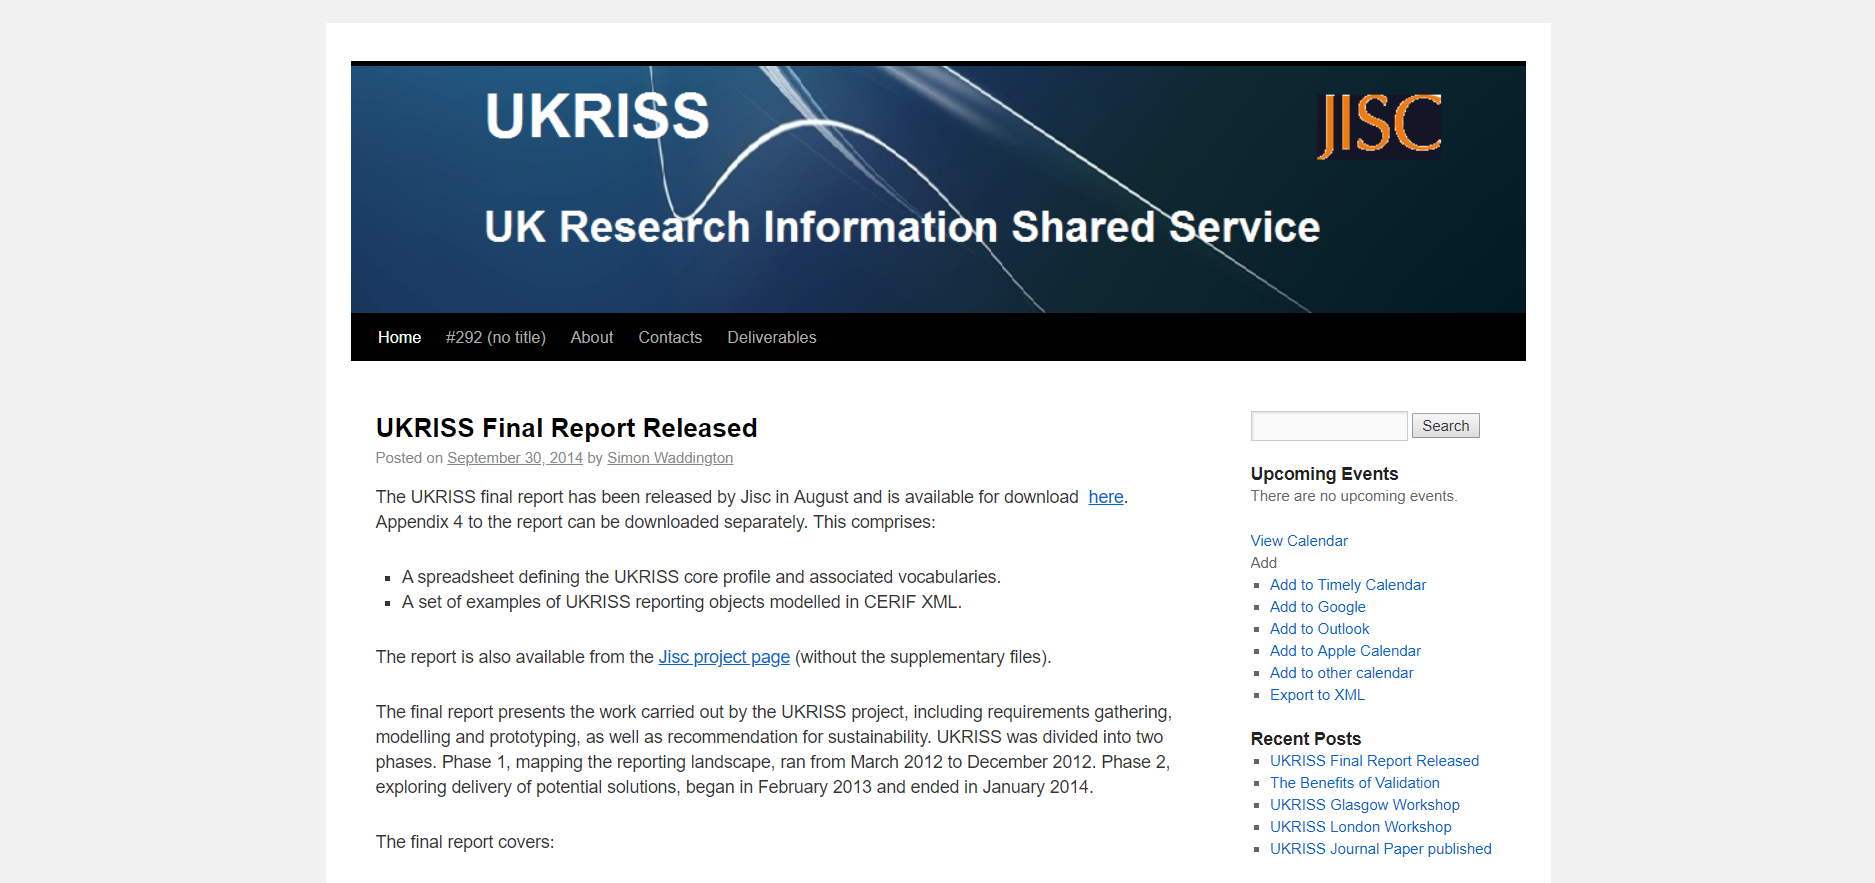 UKRISS
JISC
UK Research Information Shared Service
Home
#292 (no title)
About
Contacts
Deliverables
UKRISS Final Report Released
Posted on September 30, 2014 by Simon Waddington
The UKRISS final report has been released by Jisc in August and is available for download here.
Appendix 4 to the report can be downloaded separately. This comprises:
A spreadsheet defining the UKRISS core profile and associated vocabularies.
A set of examples of UKRISS reporting objects modelled in CERIF XML.
The report is also available from the Jisc project page (without the supplementary files).
The final report presents the work carried out by the UKRISS project, including requirements gathering,
modelling and prototyping, as well as recommendation for sustainability. UKRISS was divided into two
phases. Phase 1, mapping the reporting landscape, ran from March 2012 to December 2012. Phase 2,
exploring delivery of potential solutions, began in February 2013 and ended in January 2014.
The final report covers:
Search
Upcoming Events
There are no upcoming events.
View Calendar
Add
Add to Timely Calendar
Add to Google
Add to Outlook
Add to Apple Calendar
Add to other calendar
Export to XML
Recent Posts
UKRISS Final Report Released
The Benefits of Validation
UKRISS Glasgow Workshop
UKRISS London Workshop
UKRISS Journal Paper published